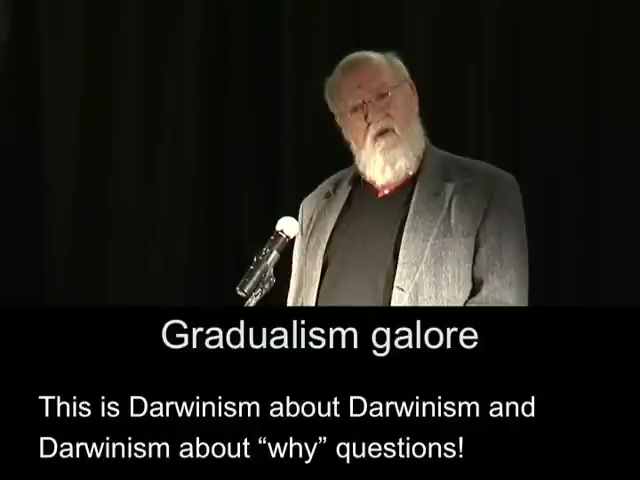 Gradualism galore
This is Darwinism about Darwinism and
Darwinism about “why” questions!